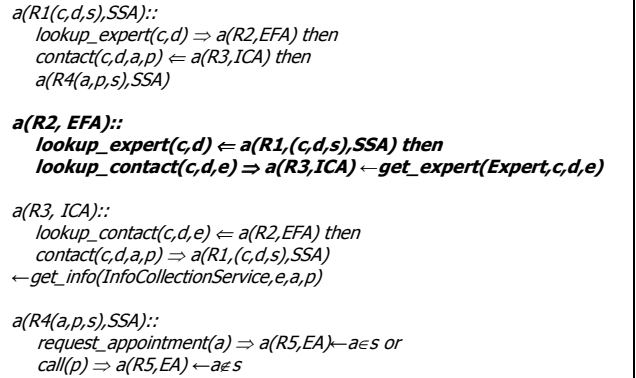 a(R1(c,d,s),SSA)::
lookup_expert(c,d) ⇒ a(R2,EFA) then
contact(c,d,a,p) ⇐ a(R3,ICA) then
a(R4(a,p,s),SSA)
a(R2, EFA)::
lookup_expert(c,d) ⇐ a(R1,(c,d,s),SSA) then
lookup_contact(c,d,e) ⇒ a(R3,ICA) ←get_expert(Expert,c,d,e)
a(R3, ICA)::
lookup_contact(c,d,e) ⇐ a(R2,EFA) then
contact(c,d,a,p) ⇒ a(R1,(c,d,s),SSA)
←get_info(InfoCollectionService,e,a,p)
a(R4(a,p,s),SSA)::
request_appointment(a) ⇒ a(R5,EA)←a∈s or
call(p) ⇒ a(R5,EA) ←a∉s